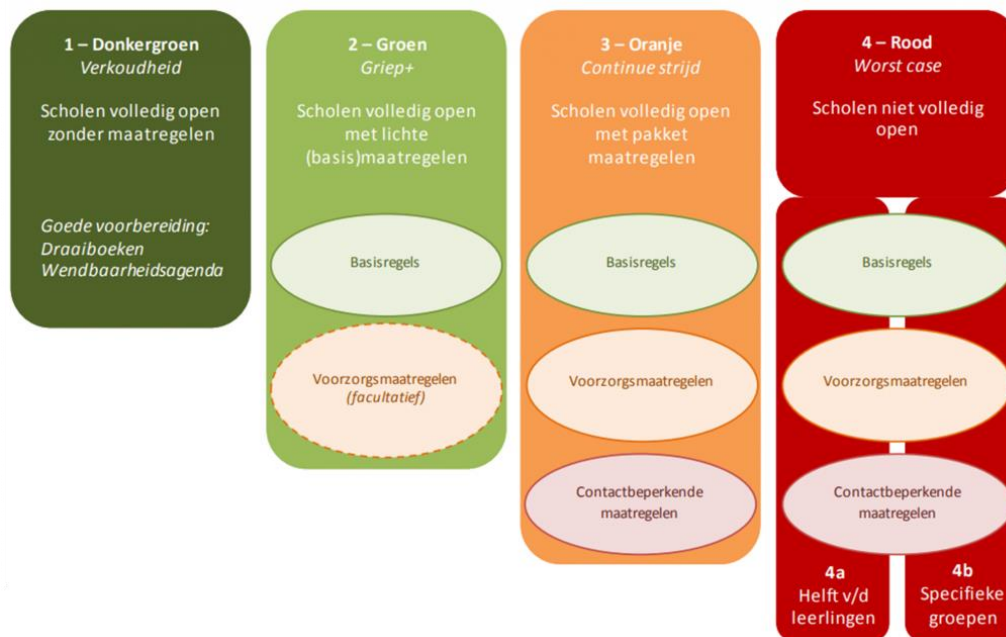 1 – Donkergroen
Verkoudheid
Scholen volledig open
zonder maatregelen
Goede voorbereiding:
Draaiboeken
Wendbaarheidsagenda
2 – Groen
Griep+
Scholen volledig open
met lichte
(basis)maatregelen
Basisregels
Voorzorgsmaatregelen
(facultatief)
3 – Oranje
Continue strijd
Scholen volledig open
met pakket
maatregelen
Basisregels
Voorzorgsmaatregelen
Contactbeperkende
maatregelen
4 – Rood
Worst case
Scholen niet volledig
open
Basisregels
Voorzorgsmaatregelen
Contactbeperkende
maatregelen
4a
Helft v/d
leerlingen
4b
Specifieke
groepen